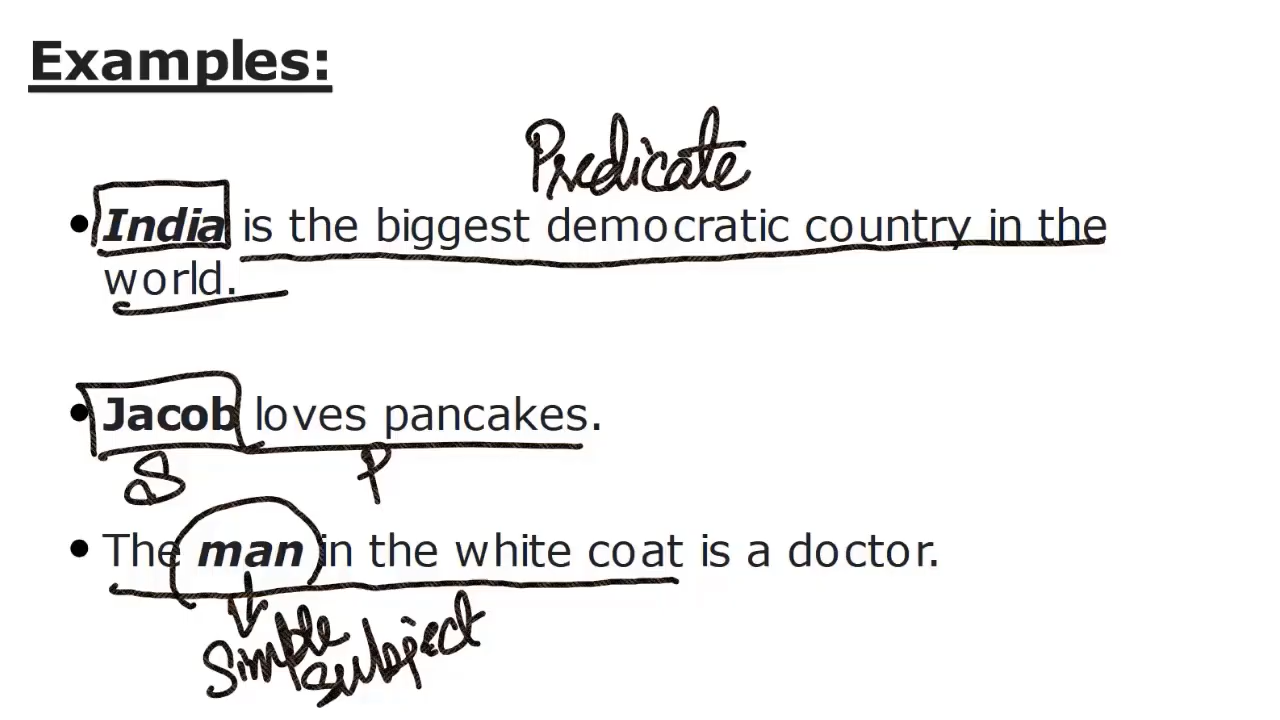 Examples:
Predicate
• India is the biggest democratic country in the
world.
• Jacob loves pancakes.
S P
• The man in the white coat is a doctor.
Simple
subject